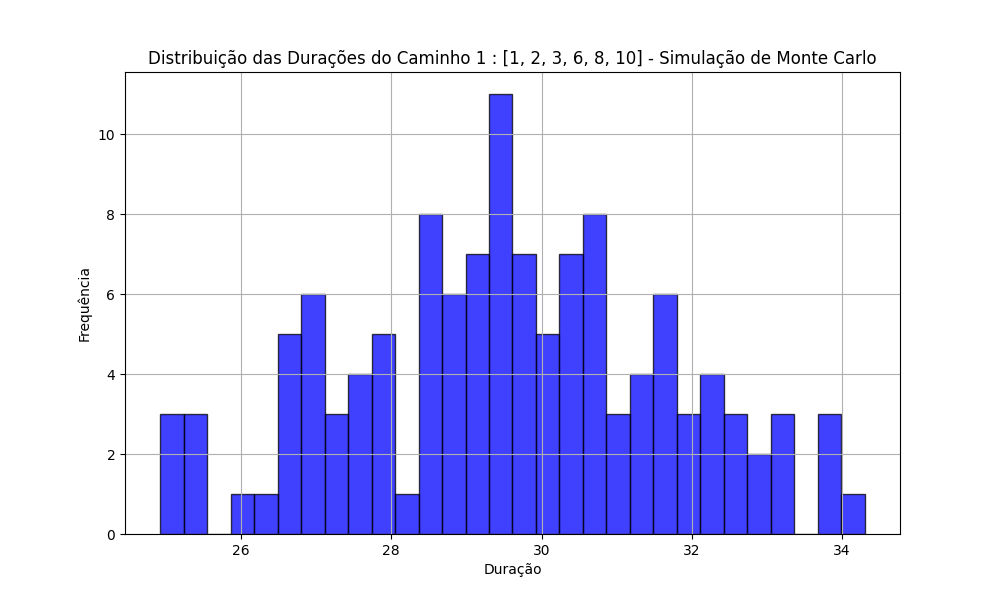 Distribuição das Durações do Caminho 1 : [1, 2, 3, 6, 8, 10] - Simulação de Monte Carlo
10
8
6
4
2
0
Frequência
26 28 30 32 34
Duração